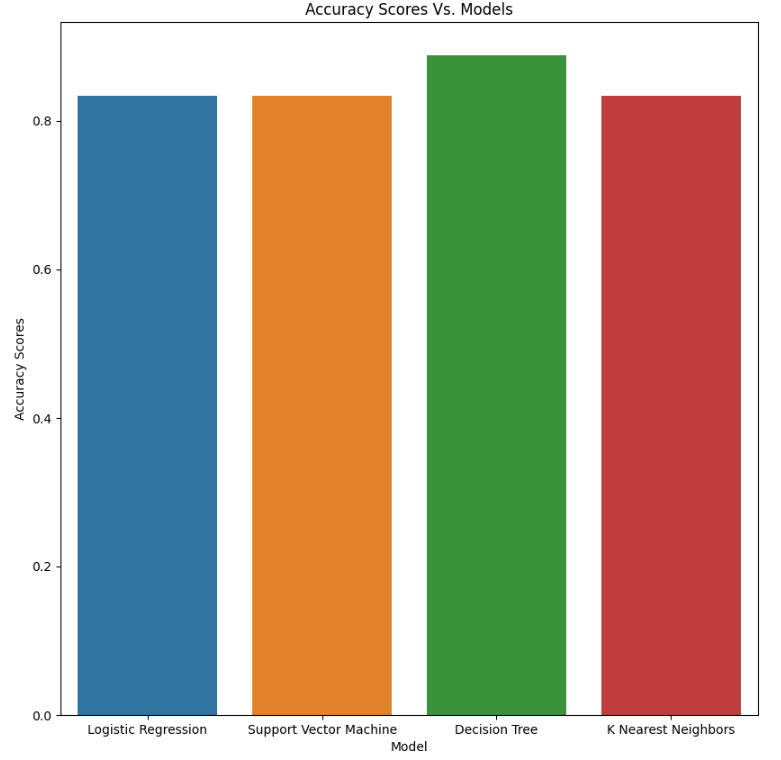 Accuracy Scores Vs. Models
Accuracy Scores
0.8
0.6
0.4
0.2
0.0
Logistic Regression
Support Vector Machine
Decision Tree
K Nearest Neighbors
Model